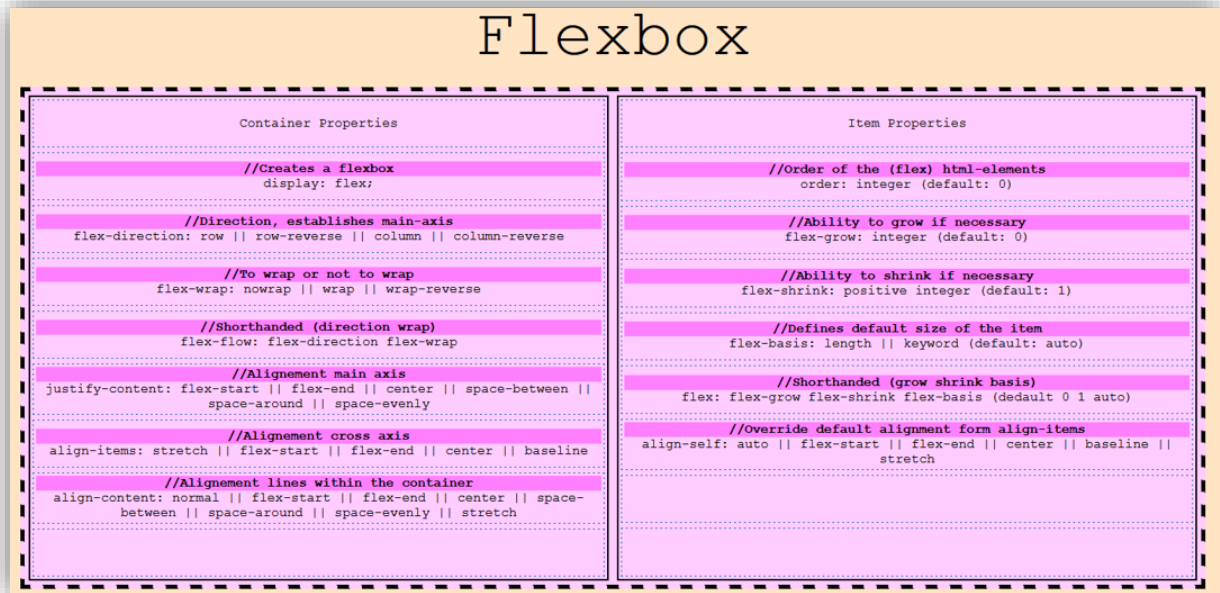 Flexbox
Container Properties
//Creates a flexbox
display: flex;
//Direction, establishes main-axis
flex-direction: row || row-reverse || column || column-reverse
//To wrap or not to wrap
flex-wrap: nowrap || wrap || wrap-reverse
//Shorthanded (direction wrap)
flex-flow: flex-direction flex-wrap
//Alignement main axis
justify-content: flex-start || flex-end || center || space-between ||
space-around || space-evenly
//Alignement cross axis
align-items: stretch || flex-start || flex-end || center || baseline
//Alignement lines within the container
align-content: normal || flex-start || flex-end || center || space-
between || space-around || space-evenly || stretch
Item Properties
//Order of the (flex) html-elements
order: integer (default: 0)
//Ability to grow if necessary
flex-grow: integer (default: 0)
//Ability to shrink if necessary
flex-shrink: positive integer (default: 1)
//Defines default size of the item
flex-basis: length || keyword (default: auto)
//Shorthanded (grow shrink basis)
flex: flex-grow flex-shrink flex-basis (dedault 0 1 auto)
//Override default alignment form align-items
align-self: auto || flex-start || flex-end || center || baseline ||
stretch